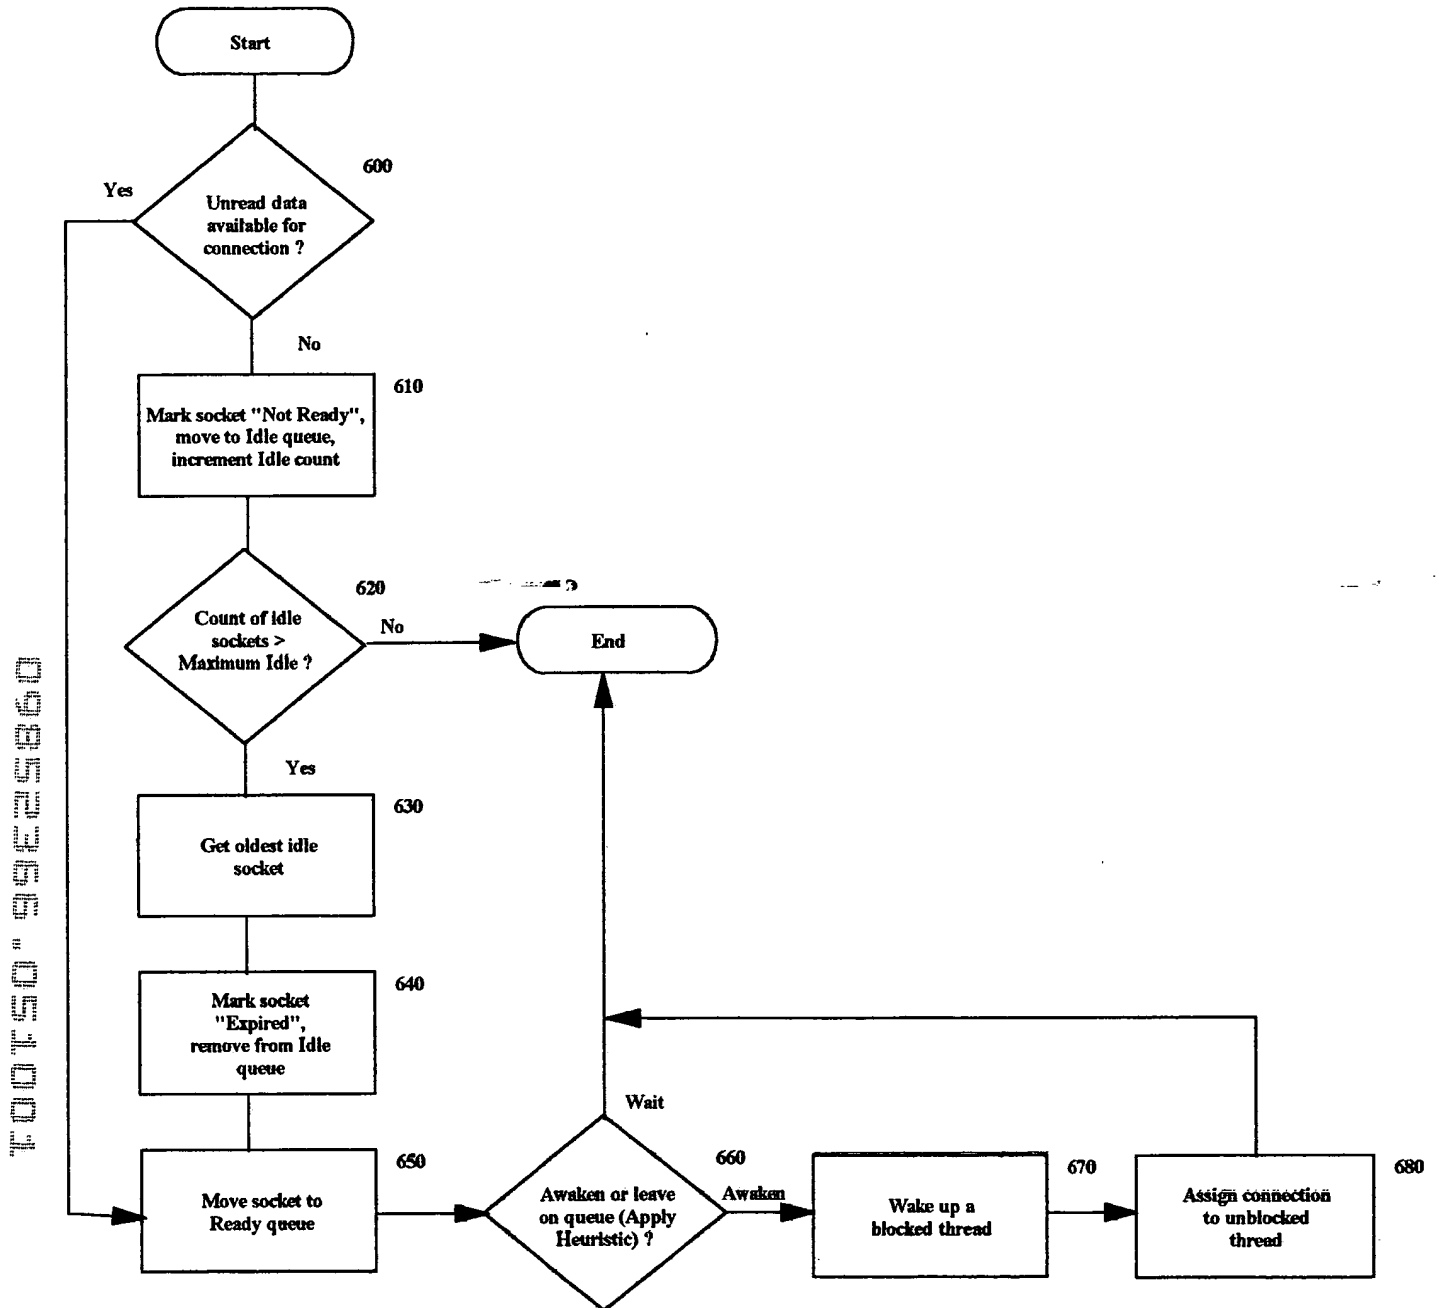 Start
600
Yes
Unread data
available for
connection ?
No
610
Mark socket "Not Ready",
move to Idle queue,
increment Idle count
620
Count of idle
sockets >
Maximum Idle ?
No
End
Yes
630
Get oldest idle
socket
640
Mark socket
"Expired",
remove from Idle
queue
Wait
650
Move socket to
Ready queue
660
Awaken or leave
on queue (Apply
Heuristic) ?
Awaken
670
Wake up a
blocked thread
680
Assign connection
to unblocked
thread
09852365.051001